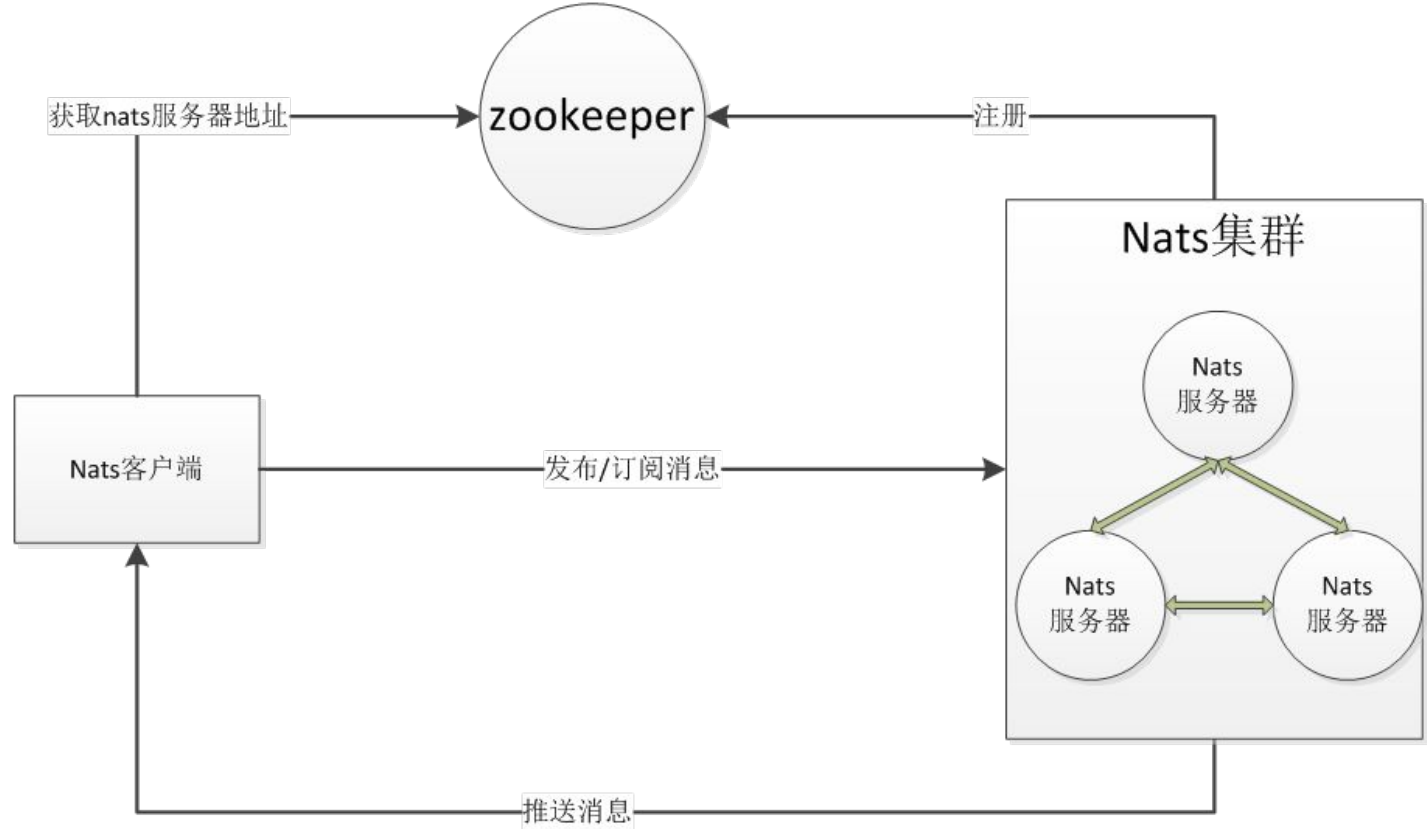 获取nats服务器地址
zookeeper
注册
Nats集群
Nats
服务器
Nats客户端
发布/订阅消息
Nats
服务器
Nats
服务器
推送消息